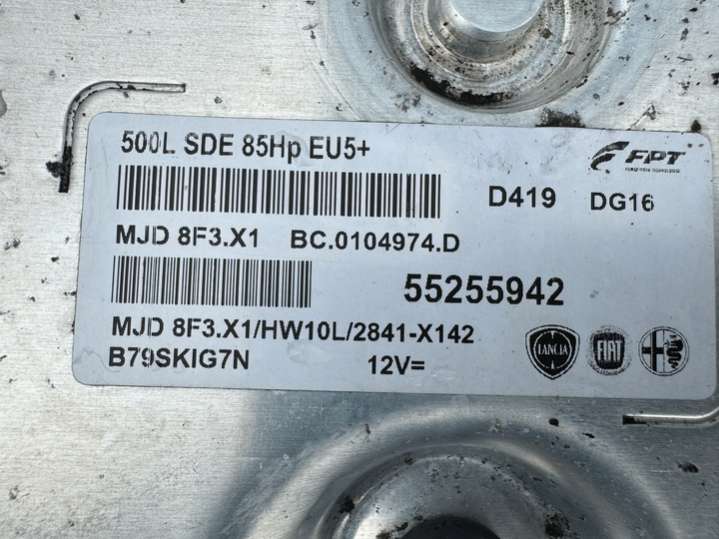 500L SDE 85Hp EU5+
FPT
D419 DG16
MJD 8F3.X1 BC.0104974.D
55255942
MJD 8F3.X1/HW10L/2841-X142
B79SKIG7N 12V=
LANCIA FIAT